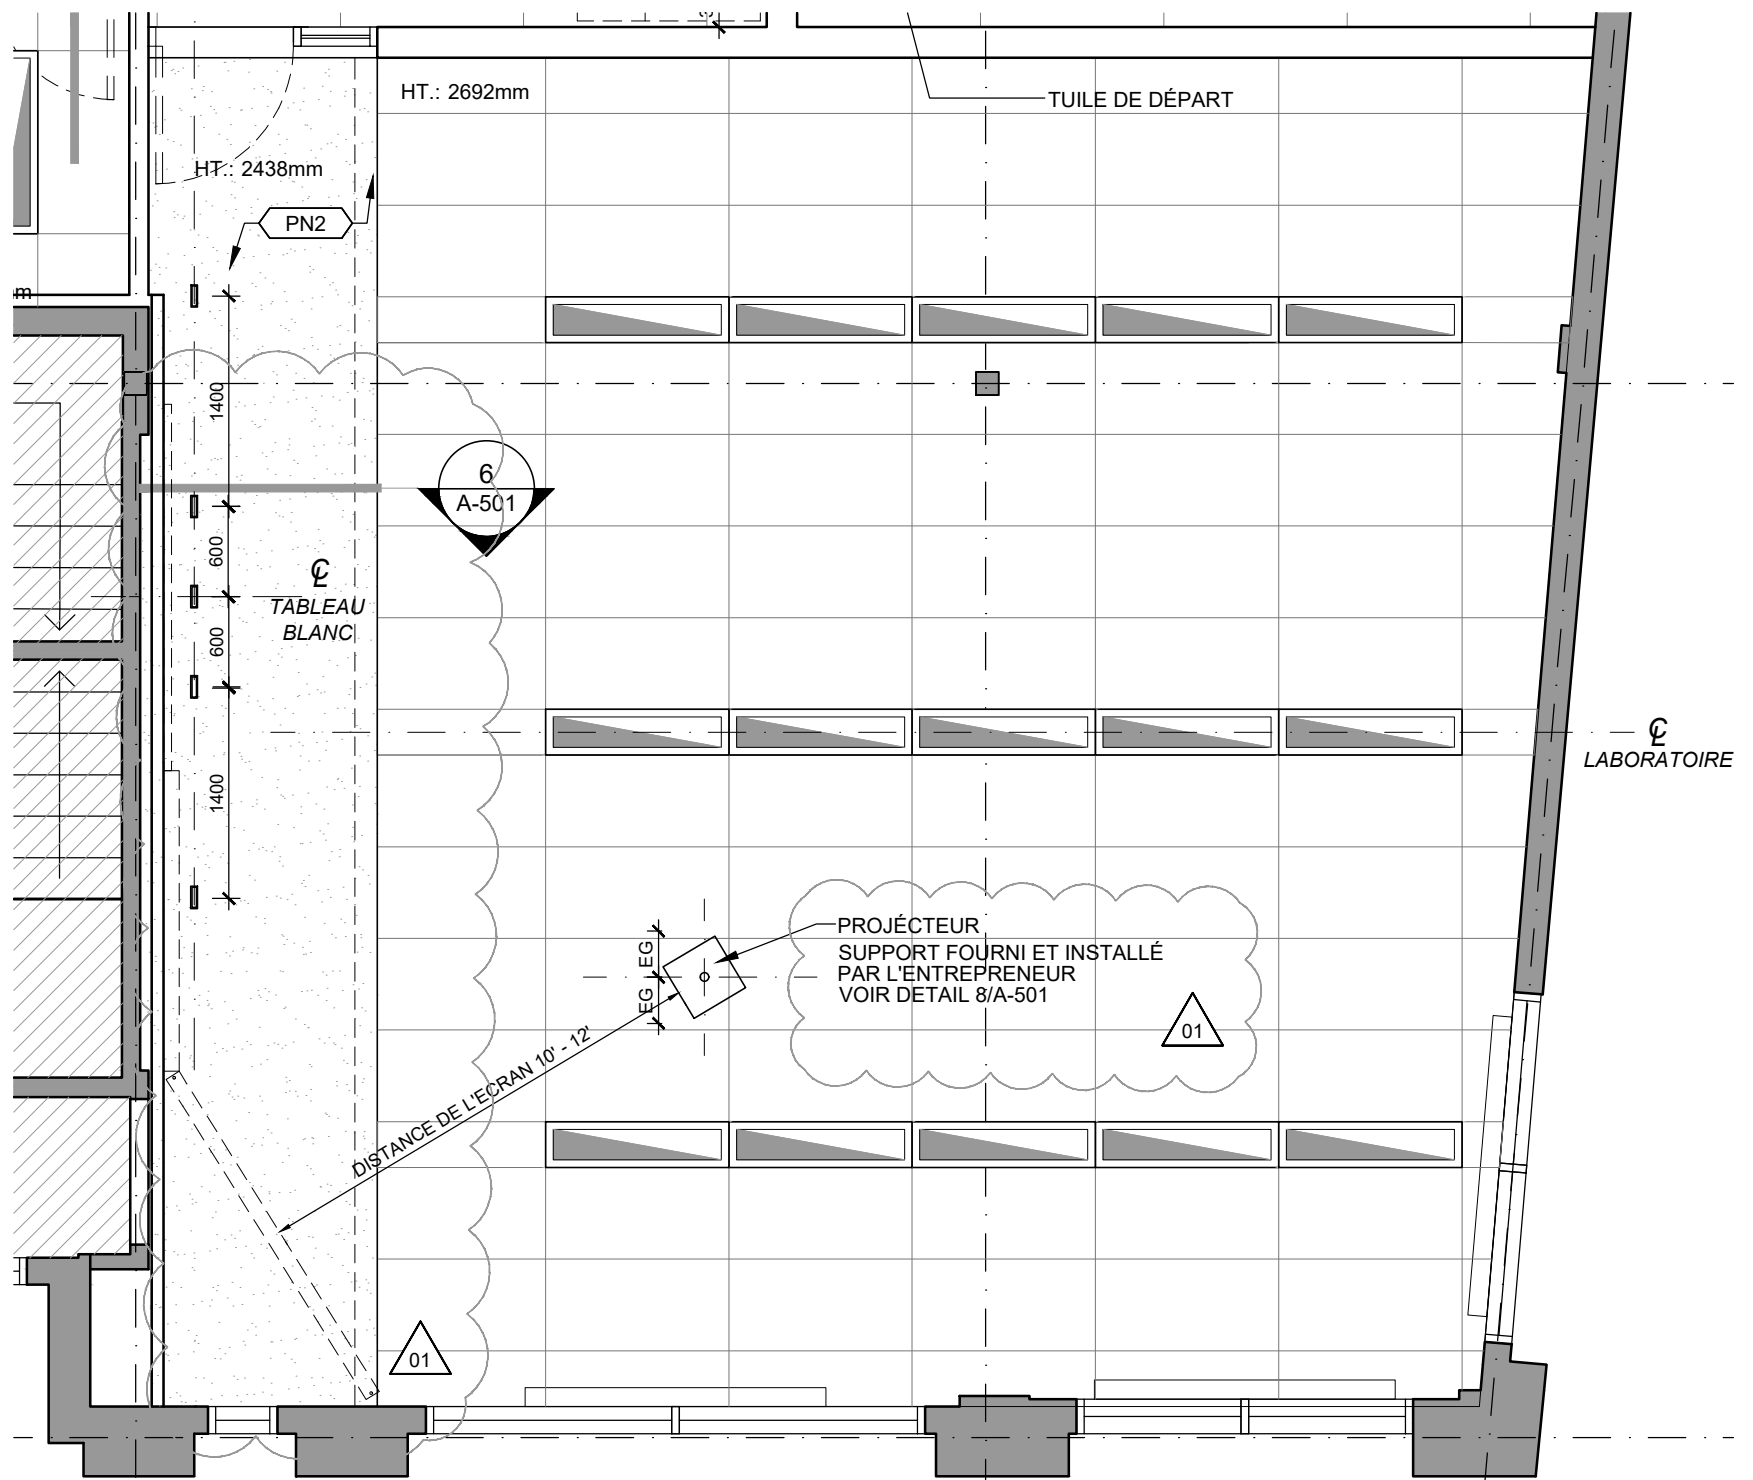 HT.: 2692mm
TUILE DE DÉPART
HT.: 2438mm
PN2
m
1400
6
A-501
600
℄
TABLEAU
BLANC
600
℄
LABORATOIRE
1400
PROJÉCTEUR
SUPPORT FOURNI ET INSTALLÉ
PAR L'ENTREPRENEUR
VOIR DETAIL 8/A-501
EG
EG
01
DISTANCE DE L'ECRAN 10' - 12'
01